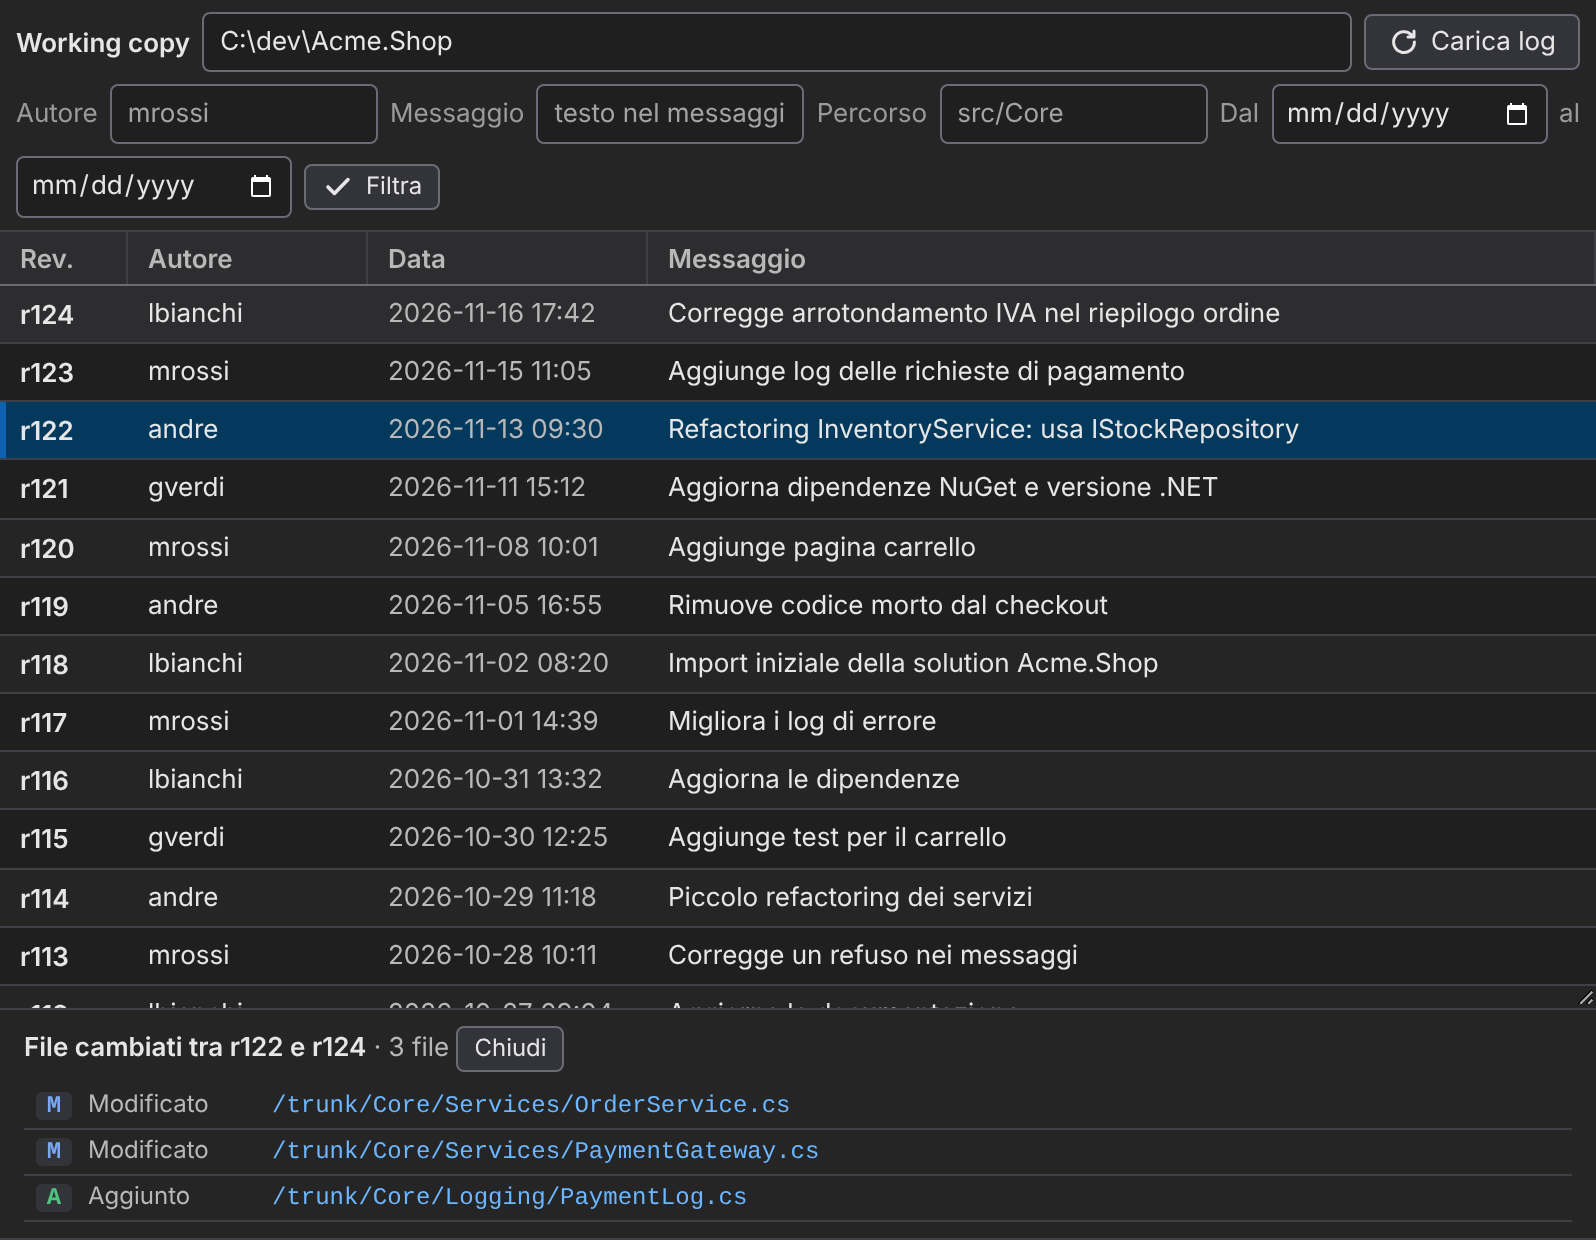 Working copy C:\dev\Acme.Shop Carica log
Autore mrossi Messaggio testo nel messaggi Percorso src/Core Dal mm/dd/yyyy al
mm/dd/yyyy Filtra
Rev. Autore Data Messaggio
r124 lbianchi 2026-11-16 17:42 Corregge arrotondamento IVA nel riepilogo ordine
r123 mrossi 2026-11-15 11:05 Aggiunge log delle richieste di pagamento
r122 andre 2026-11-13 09:30 Refactoring InventoryService: usa IStockRepository
r121 gverdi 2026-11-11 15:12 Aggiorna dipendenze NuGet e versione .NET
r120 mrossi 2026-11-08 10:01 Aggiunge pagina carrello
r119 andre 2026-11-05 16:55 Rimuove codice morto dal checkout
r118 lbianchi 2026-11-02 08:20 Import iniziale della solution Acme.Shop
r117 mrossi 2026-11-01 14:39 Migliora i log di errore
r116 lbianchi 2026-10-31 13:32 Aggiorna le dipendenze
r115 gverdi 2026-10-30 12:25 Aggiunge test per il carrello
r114 andre 2026-10-29 11:18 Piccolo refactoring dei servizi
r113 mrossi 2026-10-28 10:11 Corregge un refuso nei messaggi
File cambiati tra r122 e r124 · 3 file Chiudi
M Modificato /trunk/Core/Services/OrderService.cs
M Modificato /trunk/Core/Services/PaymentGateway.cs
A Aggiunto /trunk/Core/Logging/PaymentLog.cs